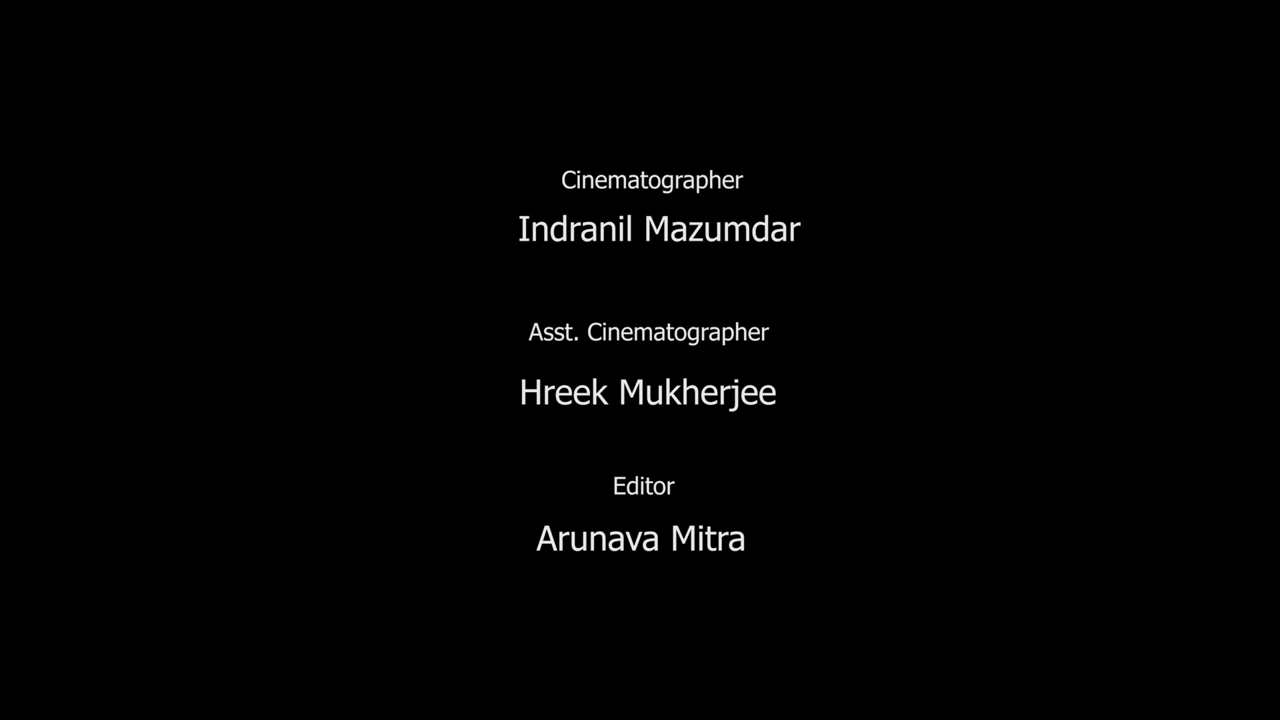 Cinematographer
Indranil Mazumdar
Asst. Cinematographer
Hreek Mukherjee
Editor
Arunava Mitra